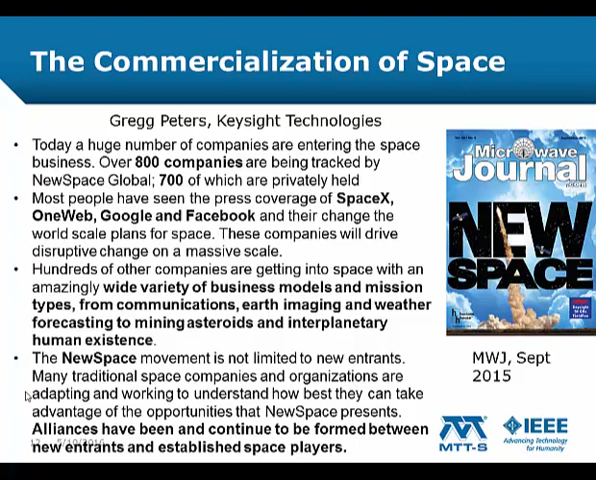 The Commercialization of Space
Gregg Peters, Keysight Technologies
• Today a huge number of companies are entering the space
business. Over 800 companies are being tracked by
NewSpace Global; 700 of which are privately held
• Most people have seen the press coverage of SpaceX,
OneWeb, Google and Facebook and their change the
world scale plans for space. These companies will drive
disruptive change on a massive scale.
• Hundreds of other companies are getting into space with an
amazingly wide variety of business models and mission
types, from communications, earth imaging and weather
forecasting to mining asteroids and interplanetary
human existence.
• The NewSpace movement is not limited to new entrants.
Many traditional space companies and organizations are
adapting and working to understand how best they can take
advantage of the opportunities that NewSpace presents.
Alliances have been and continue to be formed between
new entrants and established space players.
Microwave
Journal
NEW
SPACE
MWJ, Sept
2015
MTT-S
IEEE
Advancing Technology
for Humanity